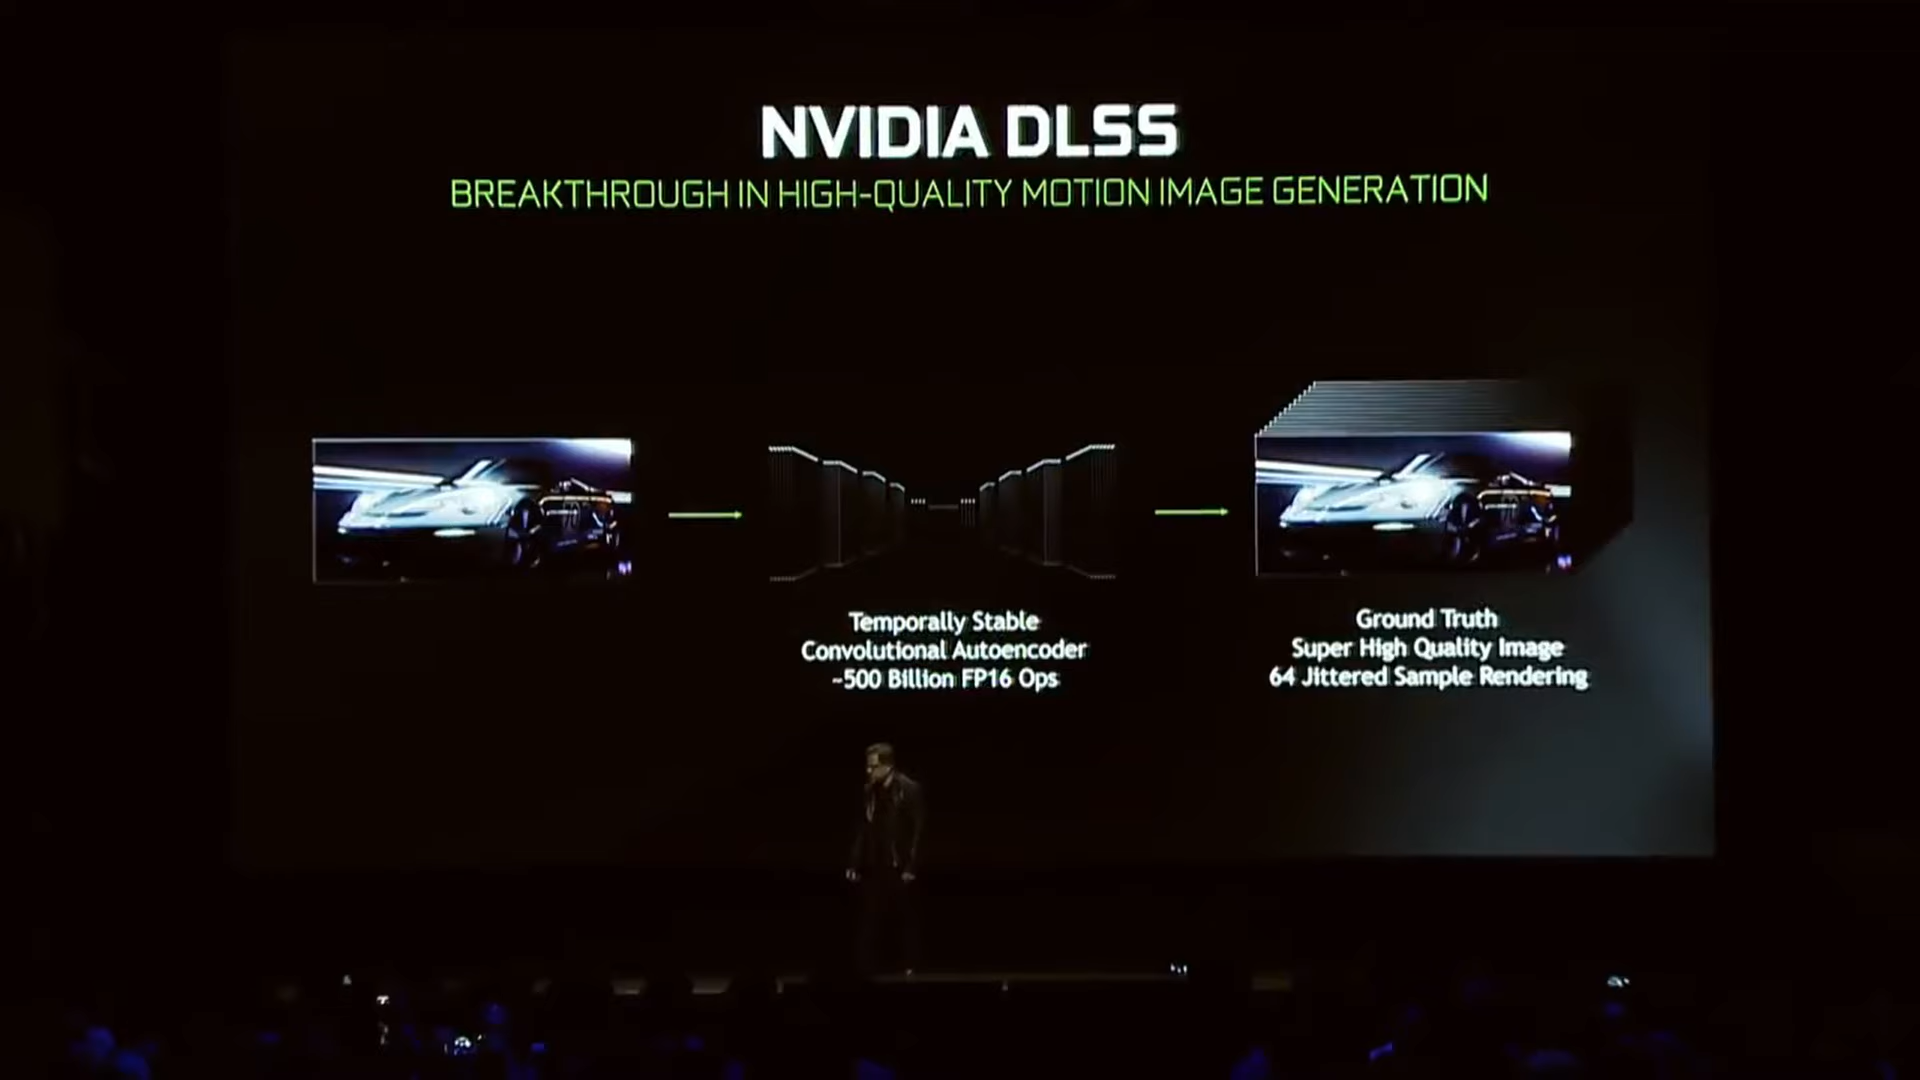 NVIDIA DLSS
BREAKTHROUGH IN HIGH-QUALITY MOTION IMAGE GENERATION
Temporally Stable
Convolutional Autoencoder
~500 Billion FP16 Ops
Ground Truth
Super High Quality Image
64 Jittered Sample Rendering